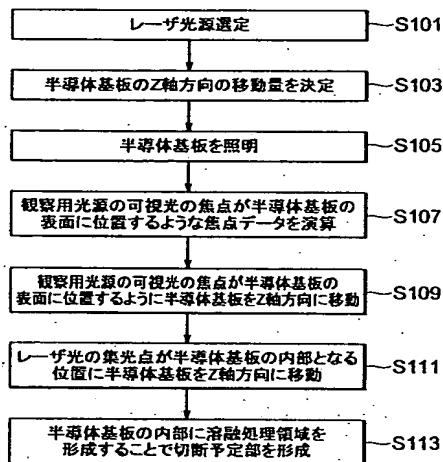 レーザ光源選定
S101
半導体基板のZ軸方向の移動量を決定
S103
半導体基板を照明
S105
観察用光源の可視光の焦点が半導体基板の
表面に位置するような焦点データを演算
S107
観察用光源の可視光の焦点が半導体基板の
表面に位置するように半導体基板をZ軸方向に移動
S109
レーザ光の集光点が半導体基板の内部となる
位置に半導体基板をZ軸方向に移動
S111
半導体基板の内部に溶融処理領域を
形成することで切断予定部を形成
S113